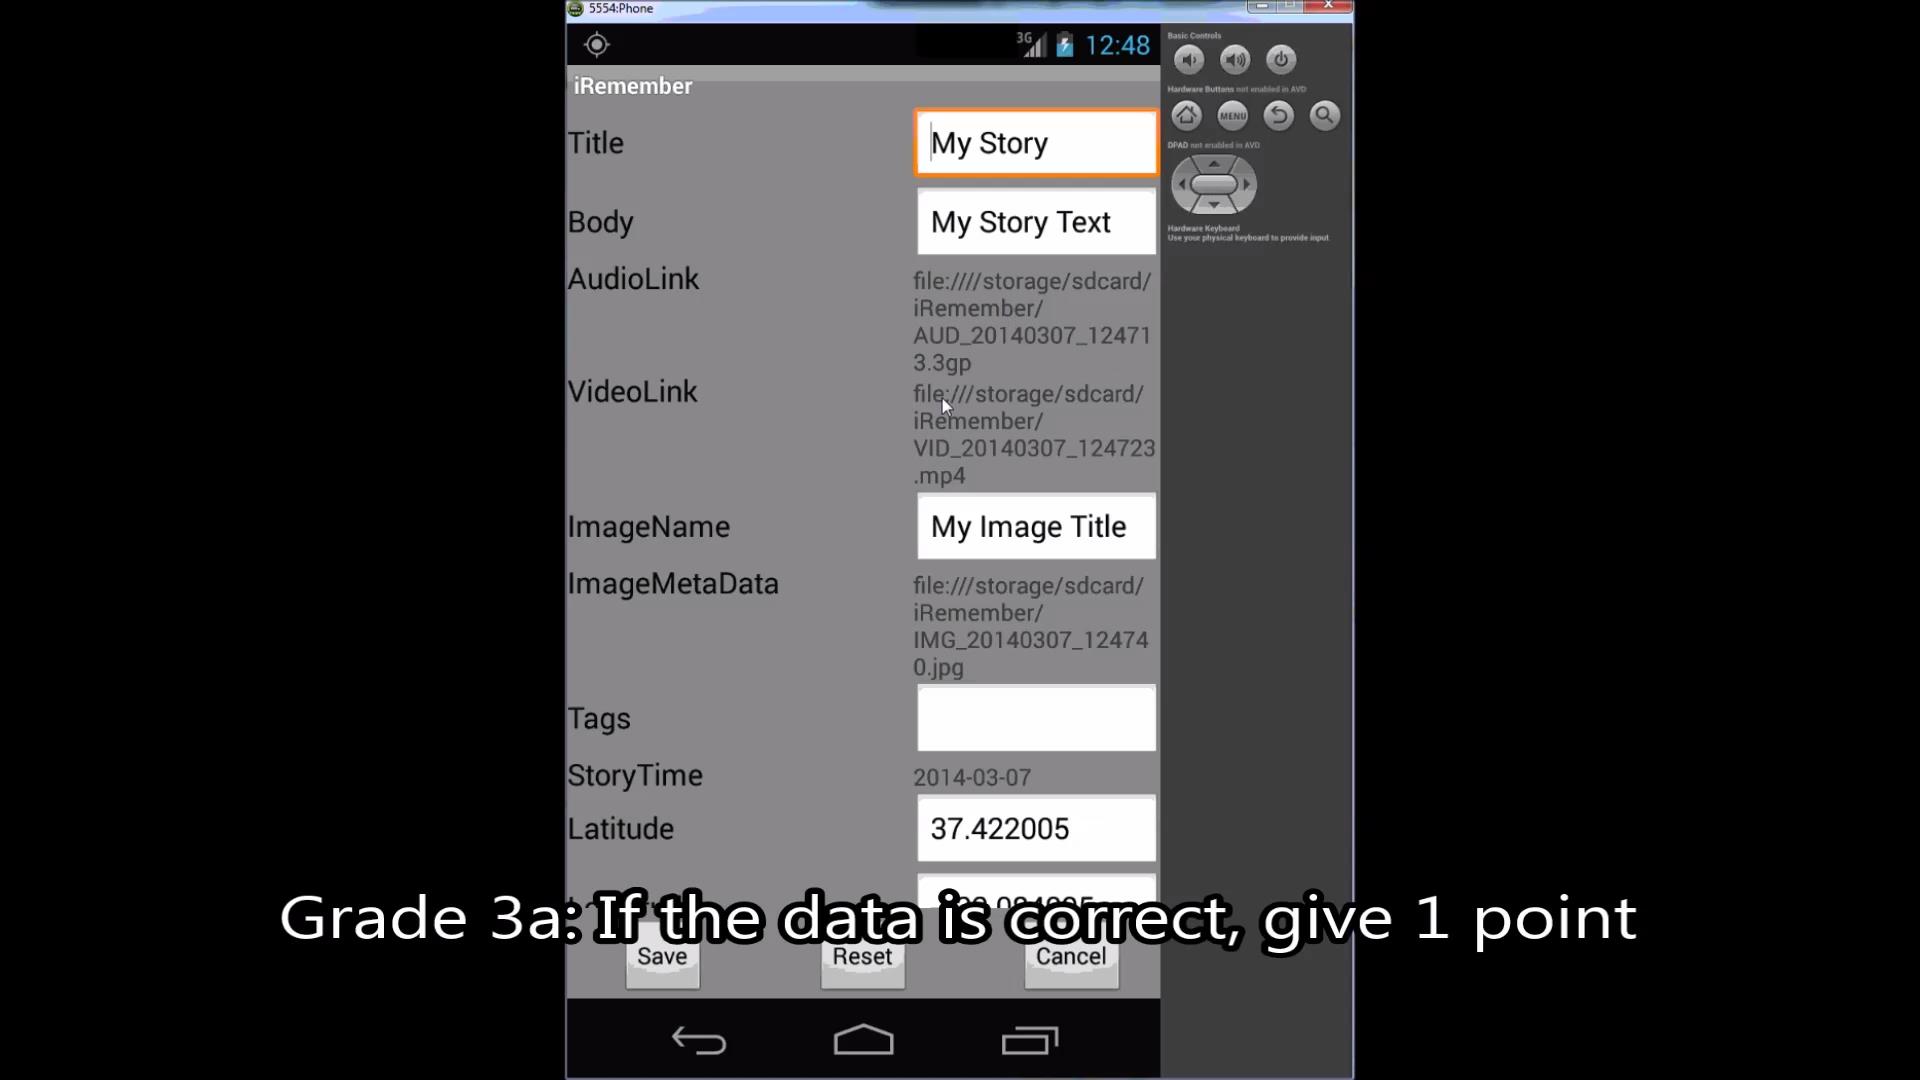 5554:Phone
3G
12:48
Basic Controls
iRemember
Hardware Buttons not enabled in AVD
MENU
Title
My Story
DPAD not enabled in AVD
Body
My Story Text
Hardware Keyboard
Use your physical keyboard to provide input
AudioLink
file:////storage/sdcard/
iRemember/
AUD_20140307_12471
3.3gp
VideoLink
file:///storage/sdcard/
iRemember/
VID_20140307_124723
.mp4
ImageName
My Image Title
ImageMetaData
file:///storage/sdcard/
iRemember/
IMG_20140307_12474
0.jpg
Tags
StoryTime
2014-03-07
Latitude
37.422005
Grade 3a: If the data is correct, give 1 point
Save
Reset
Cancel